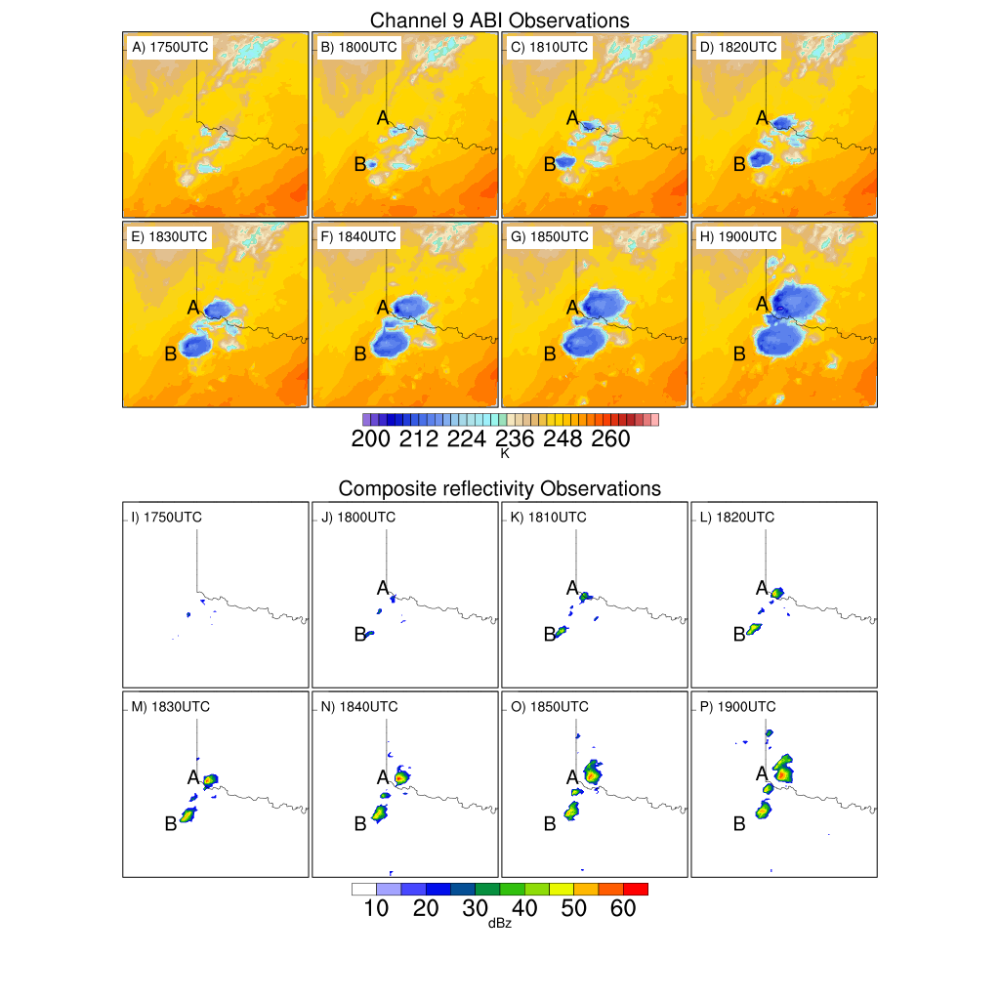 Channel 9 ABI Observations
A) 1750UTC
B) 1800UTC
C) 1810UTC
D) 1820UTC
A
A
A
B
B
B
E) 1830UTC
F) 1840UTC
G) 1850UTC
H) 1900UTC
A
A
A
A
B
B
B
B
200 212 224 236 248 260
K
Composite reflectivity Observations
I) 1750UTC
J) 1800UTC
K) 1810UTC
L) 1820UTC
A
A
A
B
B
B
M) 1830UTC
N) 1840UTC
O) 1850UTC
P) 1900UTC
A
A
A
A
B
B
B
B
10 20 30 40 50 60
dBz